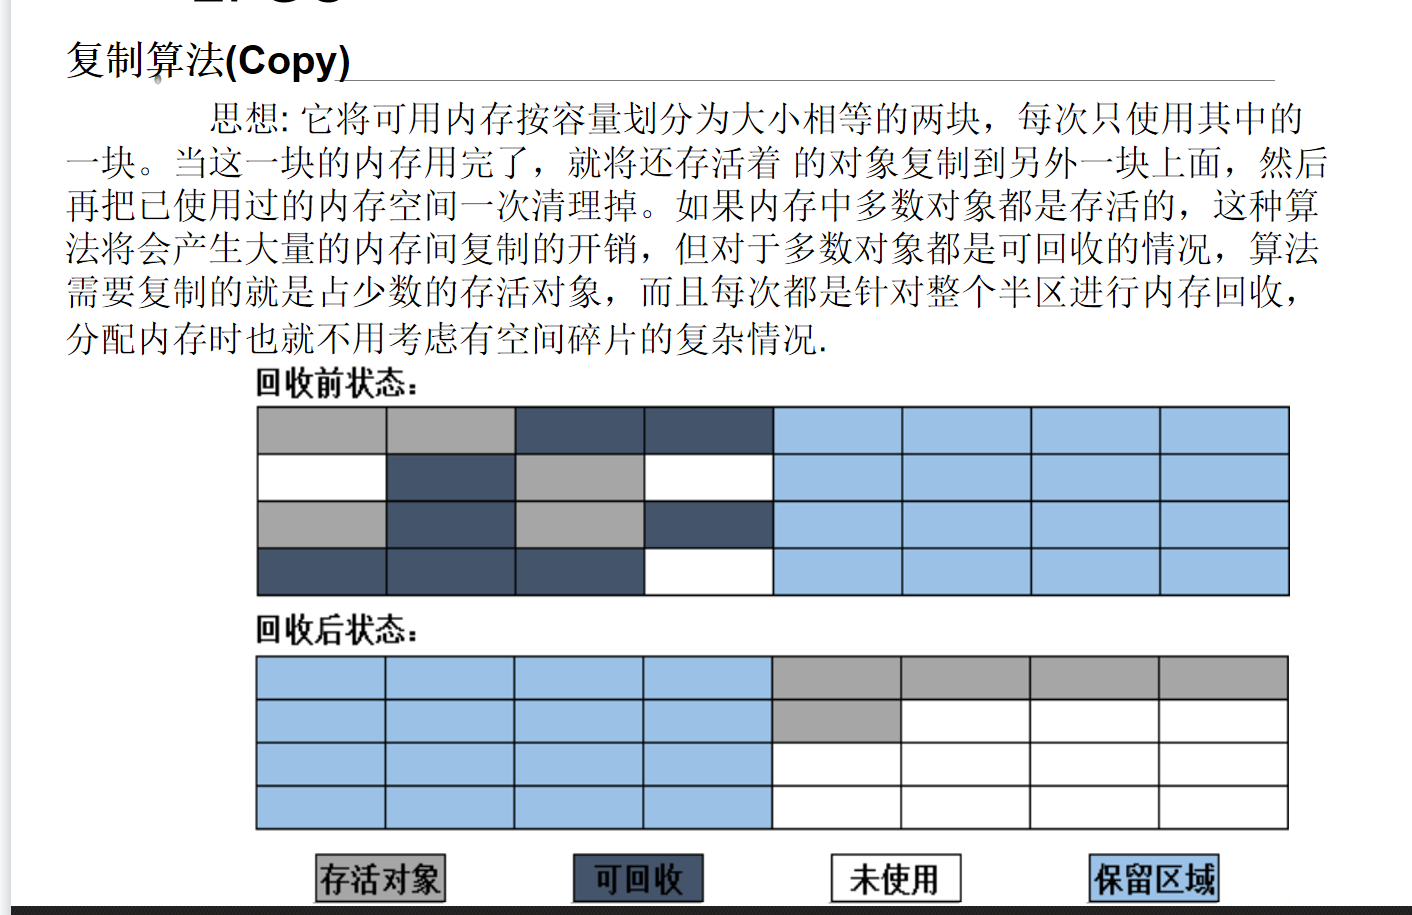 复制算法(Copy)
思想: 它将可用内存按容量划分为大小相等的两块，每次只使用其中的
一块。当这一块的内存用完了，就将还存活着 的对象复制到另外一块上面，然后
再把已使用过的内存空间一次清理掉。如果内存中多数对象都是存活的，这种算
法将会产生大量的内存间复制的开销，但对于多数对象都是可回收的情况，算法
需要复制的就是占少数的存活对象，而且每次都是针对整个半区进行内存回收，
分配内存时也就不用考虑有空间碎片的复杂情况.
回收前状态：
回收后状态：
存活对象 可回收 未使用 保留区域